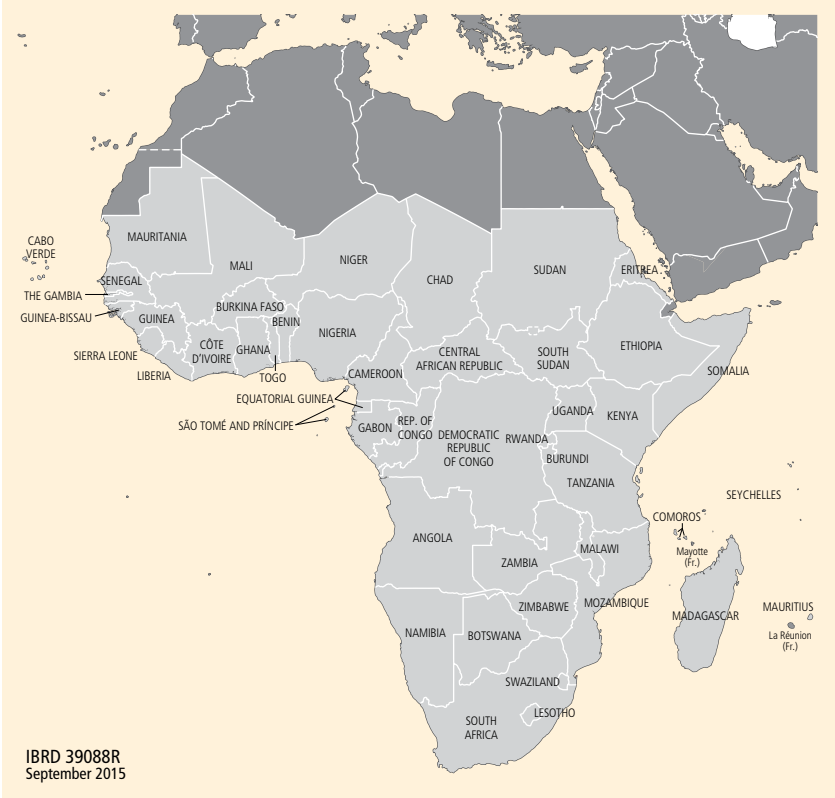 CABO
VERDE
MAURITANIA
MALI
NIGER
CHAD
SUDAN
ERITREA
SENEGAL
THE GAMBIA
GUINEA-BISSAU
GUINEA
BURKINA FASO
BENIN
NIGERIA
SIERRA LEONE
LIBERIA
CÔTE
D'IVOIRE
GHANA
TOGO
CAMEROON
CENTRAL
AFRICAN REPUBLIC
SOUTH
SUDAN
ETHIOPIA
SOMALIA
EQUATORIAL GUINEA
SÃO TOMÉ AND PRÍNCIPE
GABON
REP. OF
CONGO
DEMOCRATIC
REPUBLIC
OF CONGO
UGANDA
KENYA
RWANDA
BURUNDI
TANZANIA
SEYCHELLES
COMOROS
Mayotte
(Fr.)
ANGOLA
ZAMBIA
MALAWI
MOZAMBIQUE
ZIMBABWE
MADAGASCAR
MAURITIUS
La Réunion
(Fr.)
NAMIBIA
BOTSWANA
SWAZILAND
LESOTHO
SOUTH
AFRICA
IBRD 39088R
September 2015